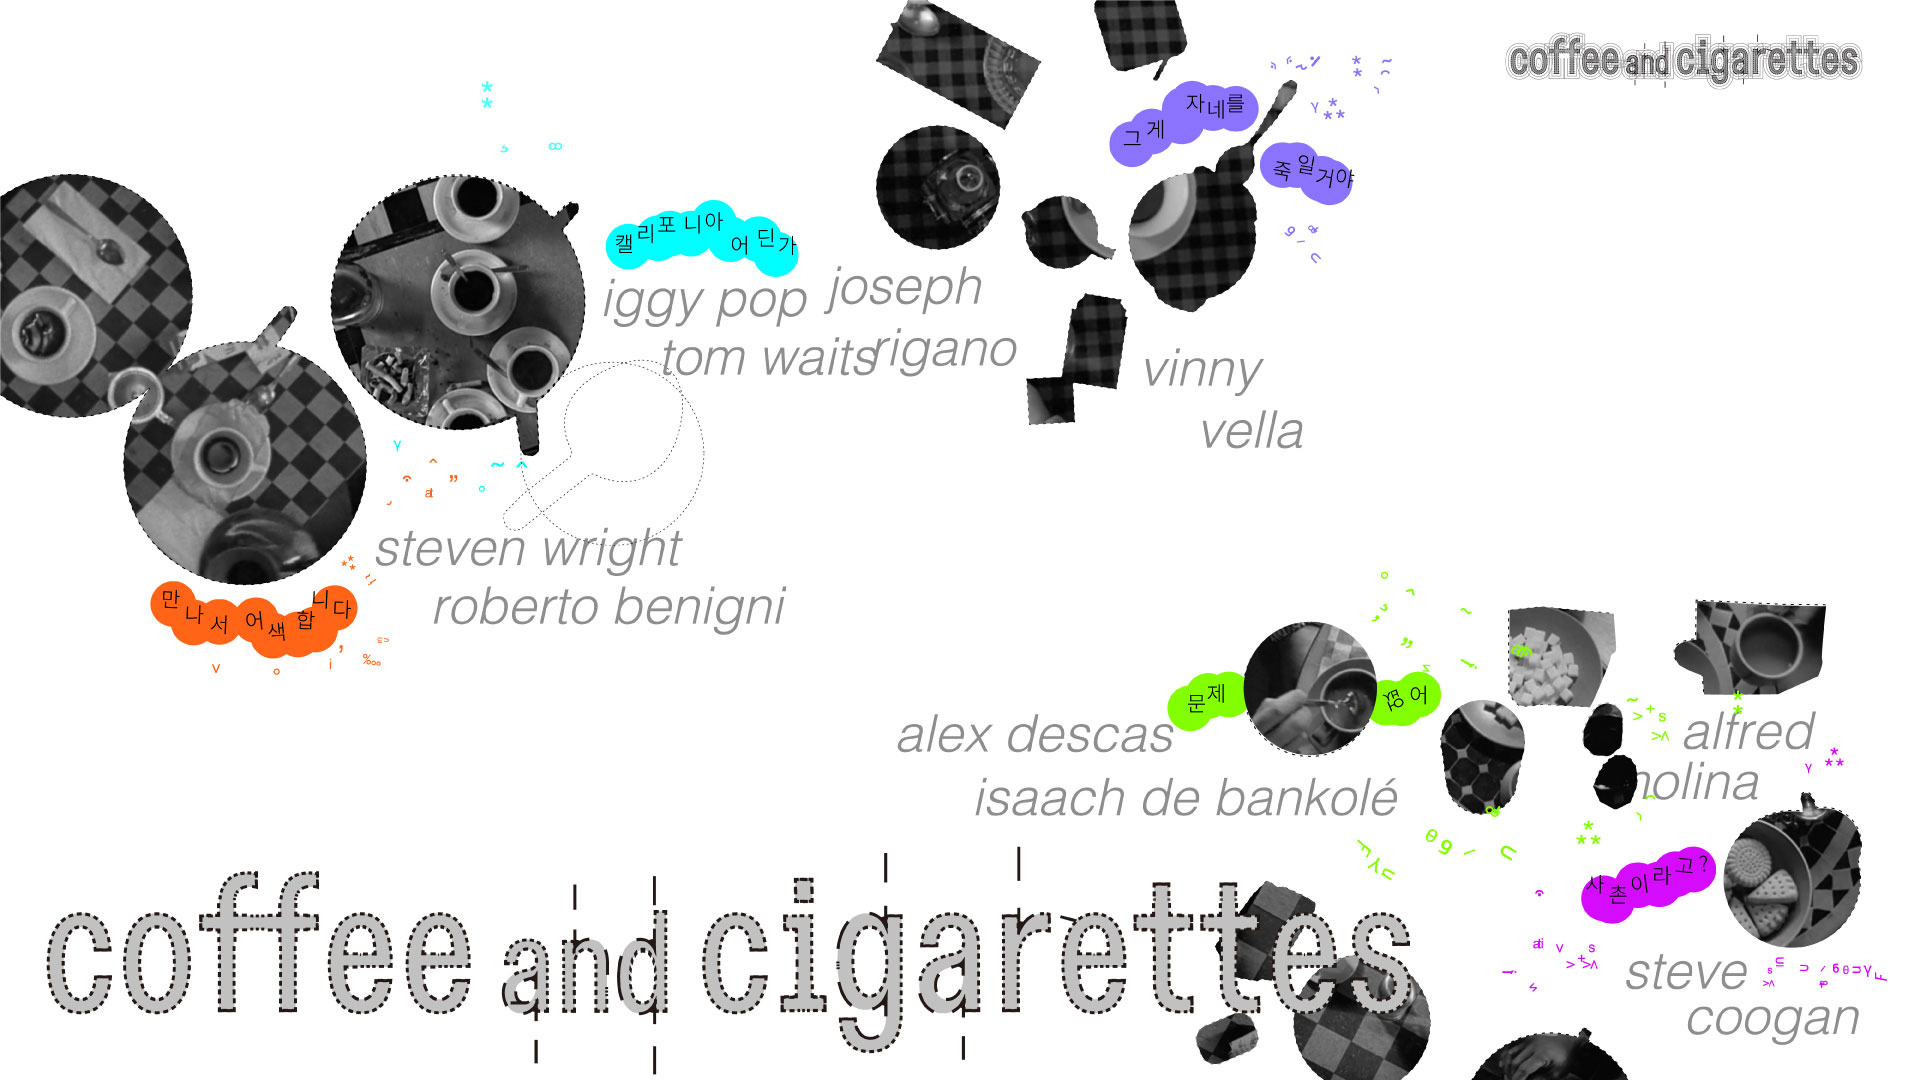 coffee and cigarettes
그게 자네를
죽일거야
캘리포니아 어딘가
iggy pop
tom waits
joseph
rigano
vinny
vella
steven wright
roberto benigni
만나서 어색합니다
문제 없어
alex descas
isaach de bankolé
alfred
molina
사촌이라고?
steve
coogan
coffee and cigarettes